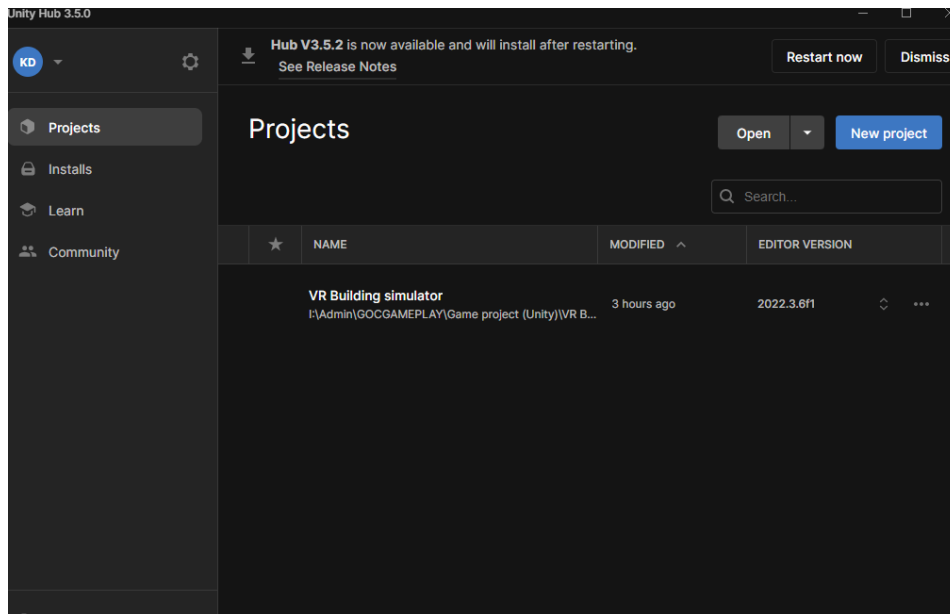 Unity Hub 3.5.0
KD
Hub V3.5.2 is now available and will install after restarting.
See Release Notes
Restart now
Dismiss
Projects
Installs
Learn
Community
Projects
Open
New project
Search...
NAME
MODIFIED
EDITOR VERSION
VR Building simulator
3 hours ago
2022.3.6f1
I:\Admin\GOCGAMEPLAY\Game project (Unity)\VR B...